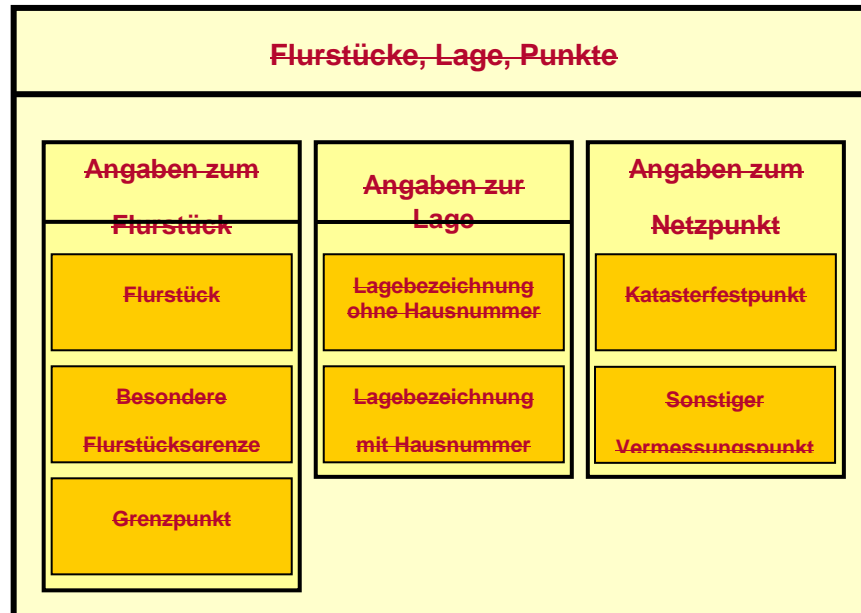 Flurstücke, Lage, Punkte
Angaben zum
Flurstück
Flurstück
Besondere
Flurstücksgrenze
Grenzpunkt
Angaben zur
Lage
Lagebezeichnung
ohne Hausnummer
Lagebezeichnung
mit Hausnummer
Angaben zum
Netzpunkt
Katasterfestpunkt
Sonstiger
Vermessungspunkt